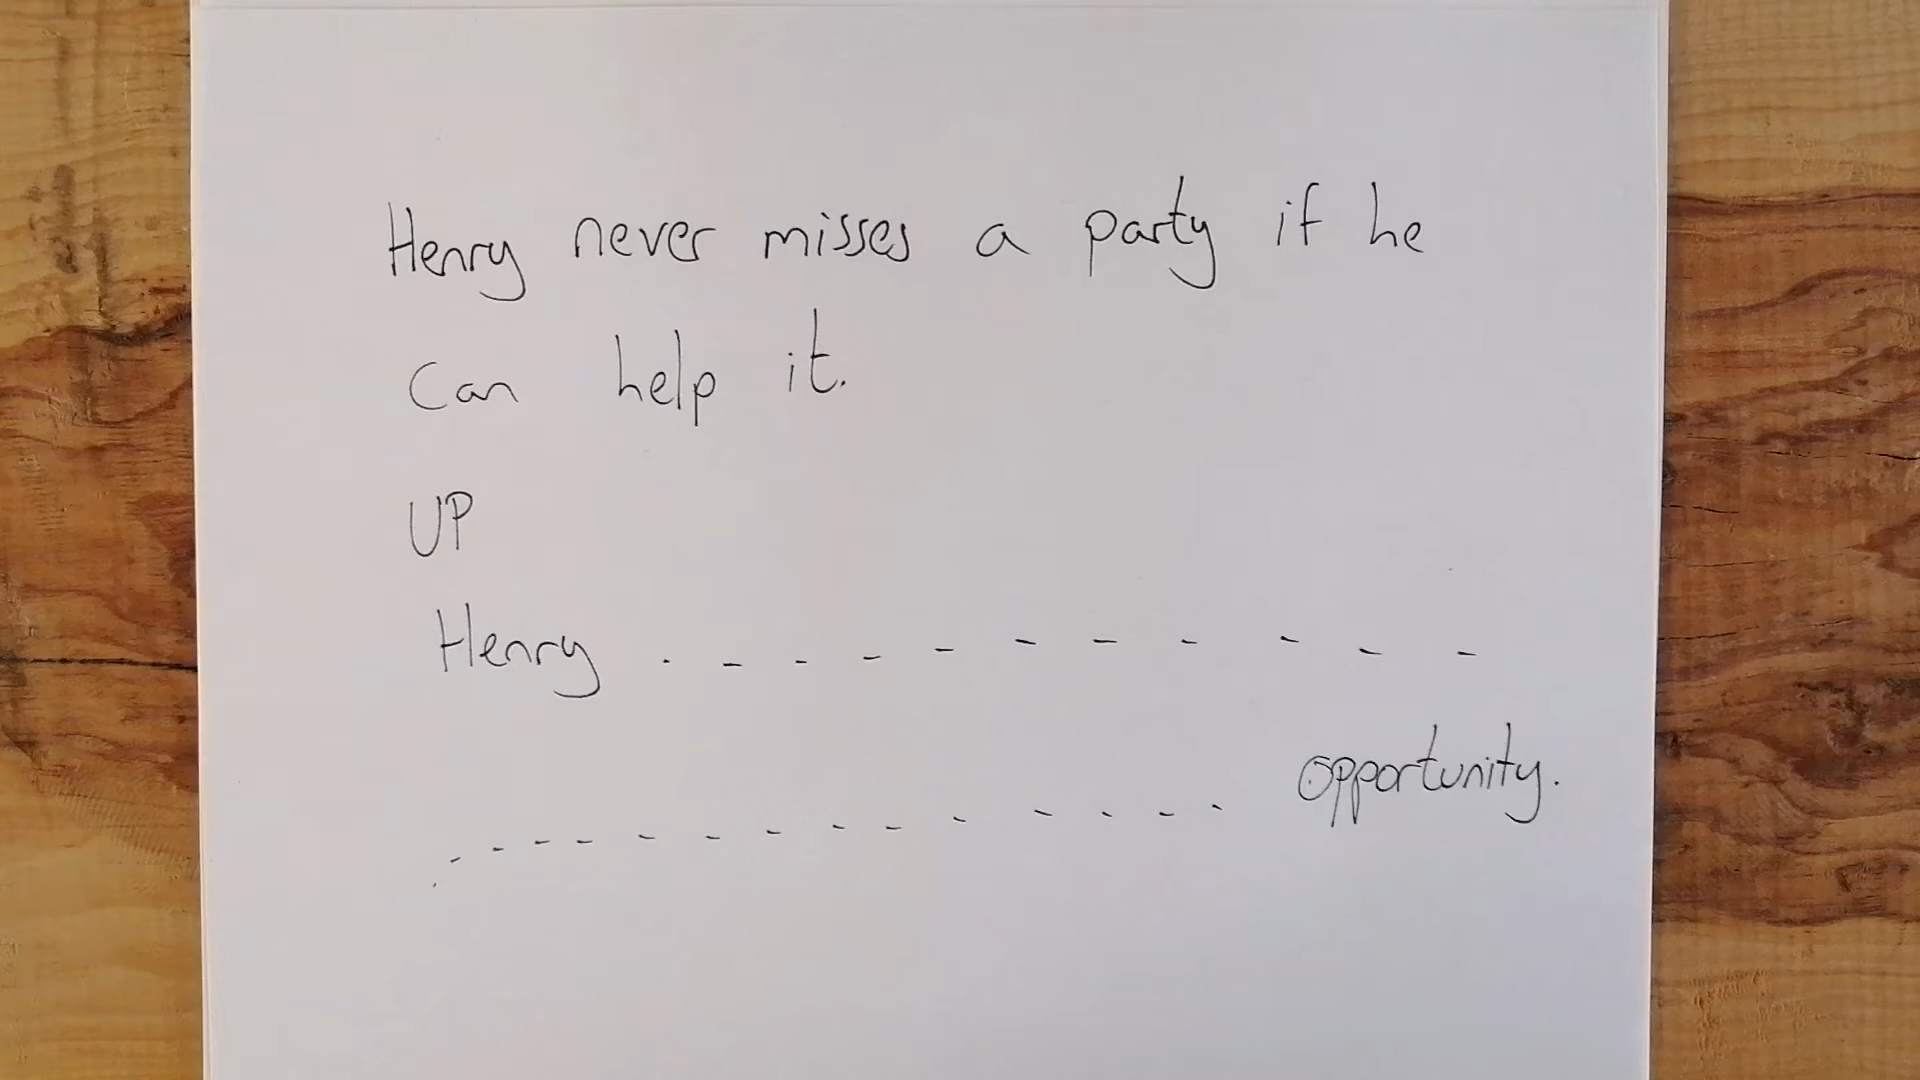 Henry never misses a party if he
can help it.
UP
Henry . - - - - - - - - - -
. - - - - - - - - - - - - - - opportunity.